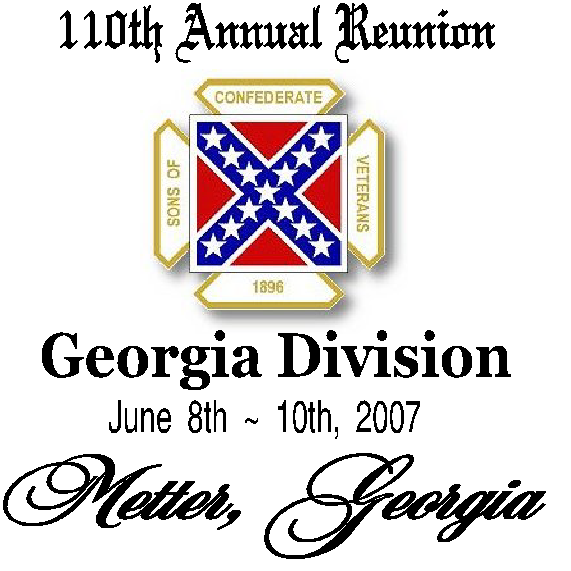 110th Annual Reunion
CONFEDERATE
SONS OF
VETERANS
1896
Georgia Division
June 8th ~ 10th, 2007
Metter, Georgia